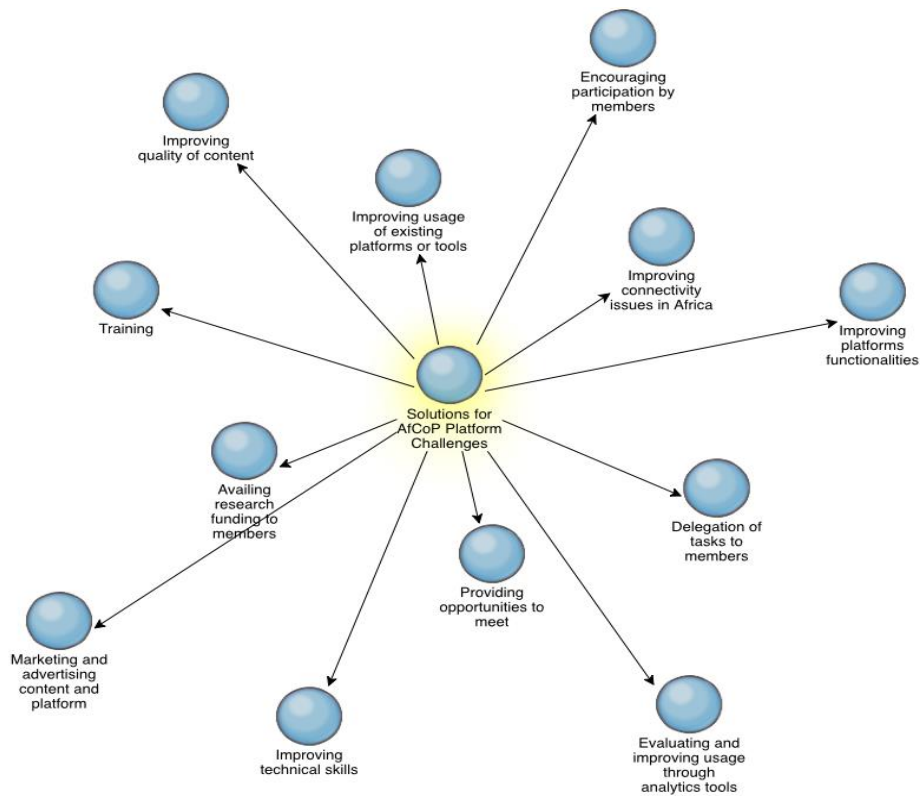 Encouraging
participation by
members
Improving
quality of content
Improving usage
of existing
platforms or tools
Improving
connectivity
issues in Africa
Training
Improving
platforms
functionalities
Solutions for
AfCoP Platform
Challenges
Availing
research
funding to
members
Delegation of
tasks to
members
Providing
opportunities to
meet
Marketing and
advertising
content and
platform
Improving
technical skills
Evaluating and
improving usage
through
analytics tools